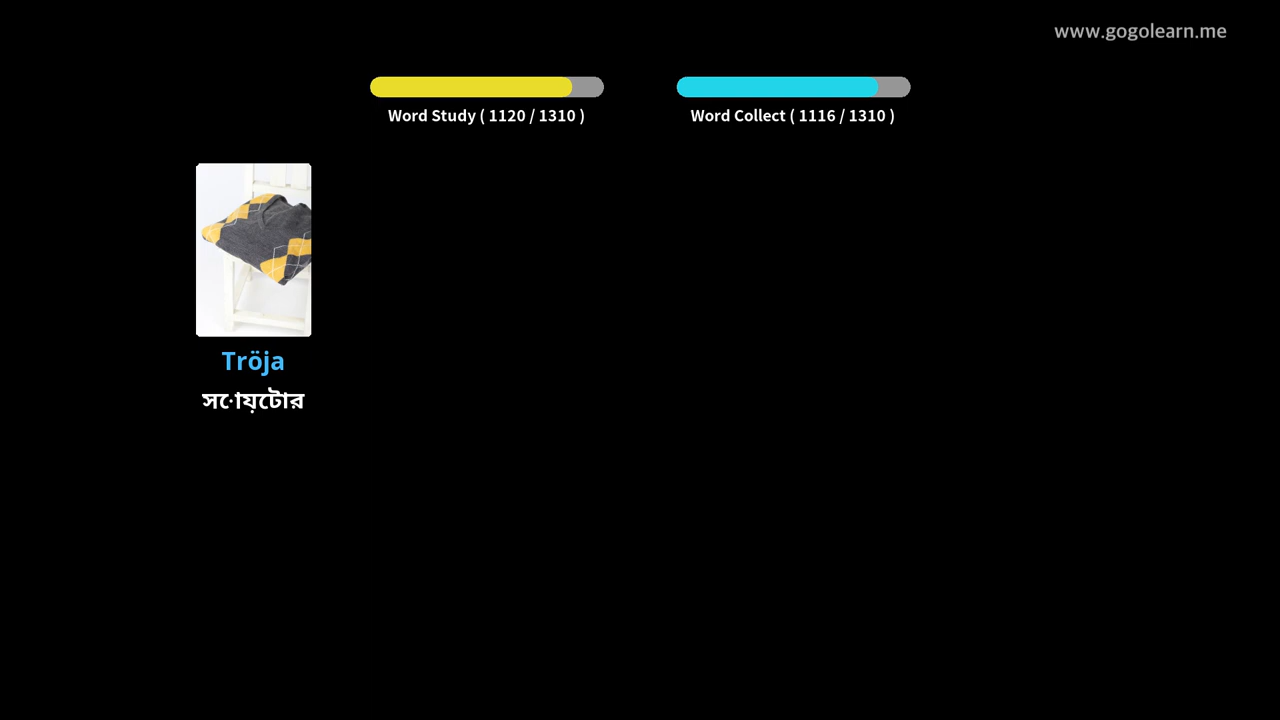 www.gogolearn.me
Word Study ( 1120 / 1310 )
Word Collect ( 1116 / 1310 )
Tröja
সোয়েটার